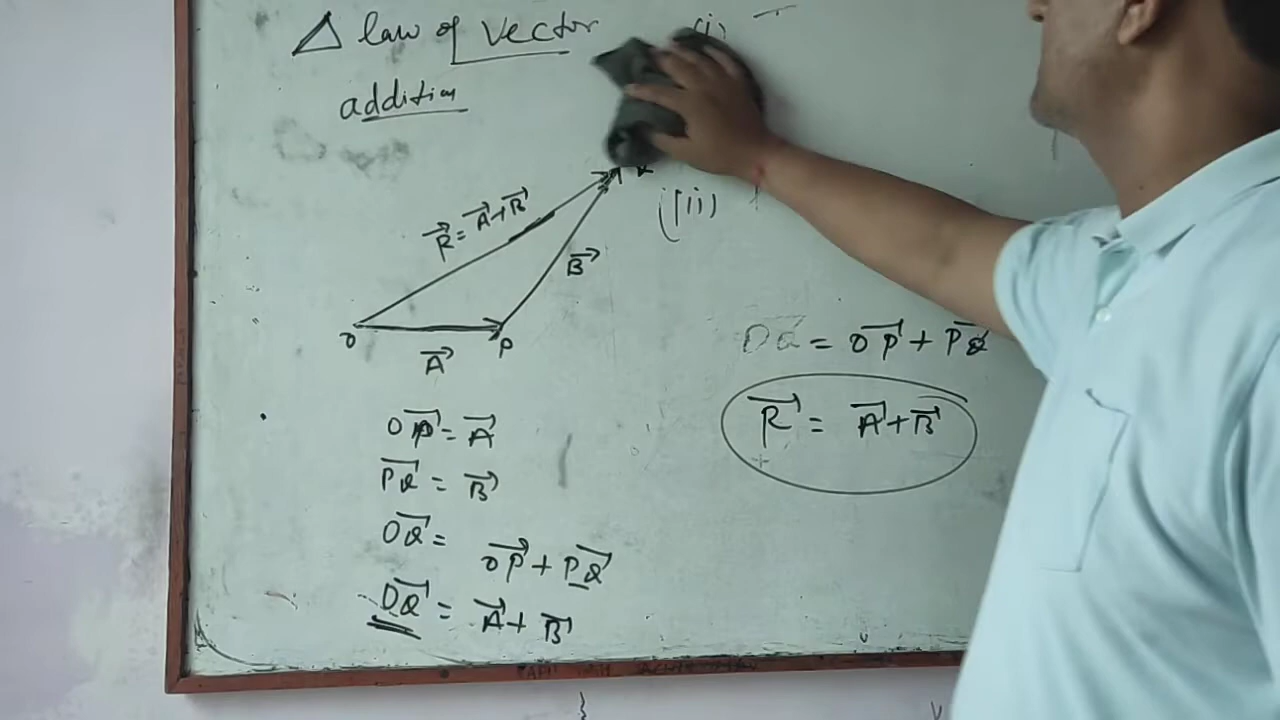 △ law of vector
addition
(i)
(ii)
R⃗ = A⃗ + B⃗
B⃗
O
P
A⃗
OQ⃗ = OP⃗ + PQ⃗
R⃗ = A⃗ + B⃗
OP⃗ = A⃗
PQ⃗ = B⃗
OQ⃗ =
OP⃗ + PQ⃗
OQ⃗ = A⃗ + B⃗